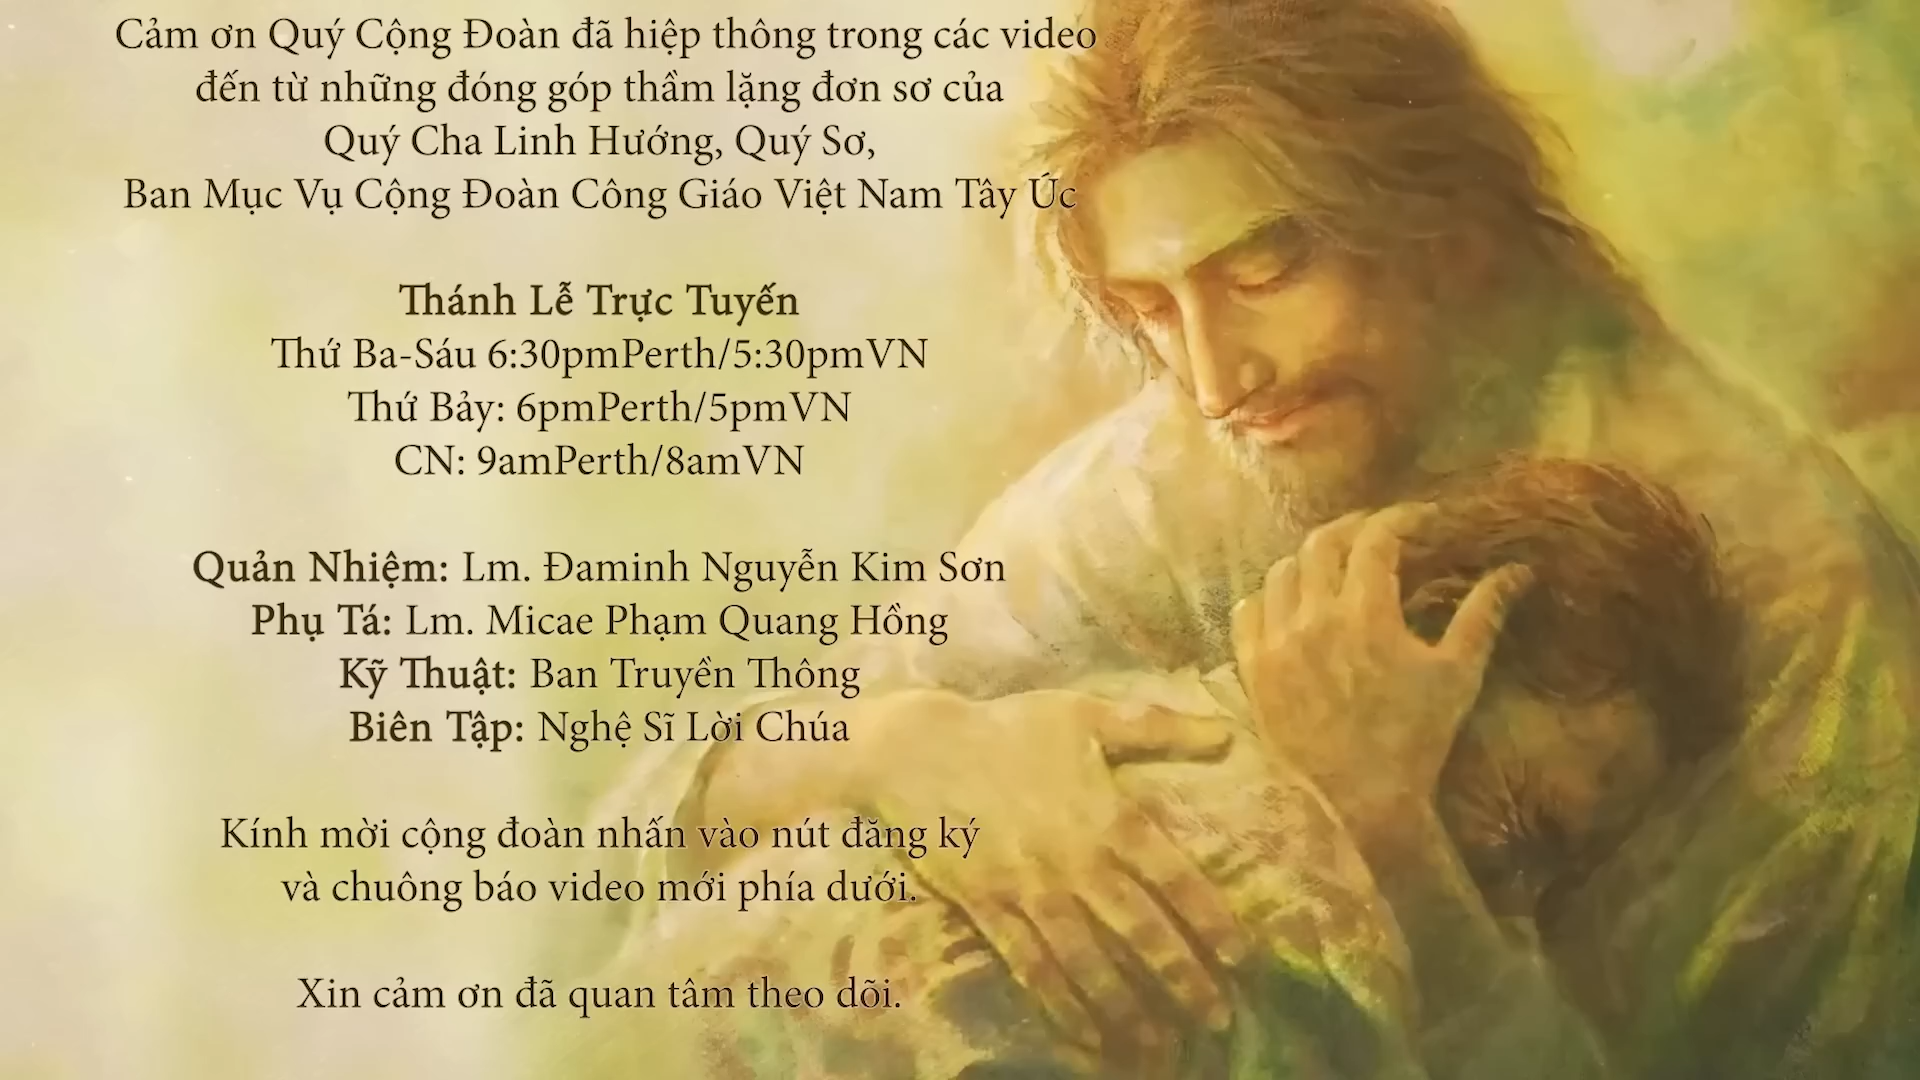 Cảm ơn Quý Cộng Đoàn đã hiệp thông trong các video
đến từ những đóng góp thầm lặng đơn sơ của
Quý Cha Linh Hướng, Quý Sơ,
Ban Mục Vụ Cộng Đoàn Công Giáo Việt Nam Tây Úc
Thánh Lễ Trực Tuyến
Thứ Ba-Sáu 6:30pmPerth/5:30pmVN
Thứ Bảy: 6pmPerth/5pmVN
CN: 9amPerth/8amVN
Quản Nhiệm: Lm. Đaminh Nguyễn Kim Sơn
Phụ Tá: Lm. Micae Phạm Quang Hồng
Kỹ Thuật: Ban Truyền Thông
Biên Tập: Nghệ Sĩ Lời Chúa
Kính mời cộng đoàn nhấn vào nút đăng ký
và chuông báo video mới phía dưới.
Xin cảm ơn đã quan tâm theo dõi.